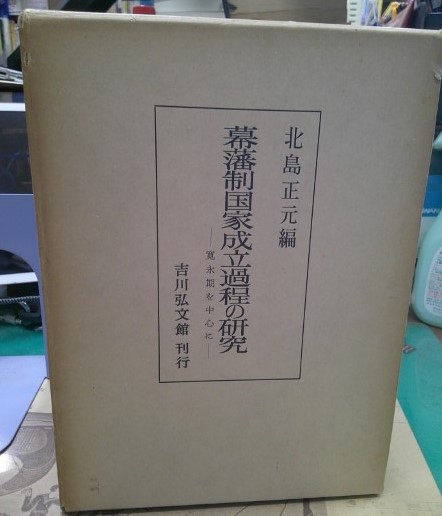 北島正元編
幕藩制国家成立過程の研究
―寛永期を中心に―
吉川弘文館 刊行